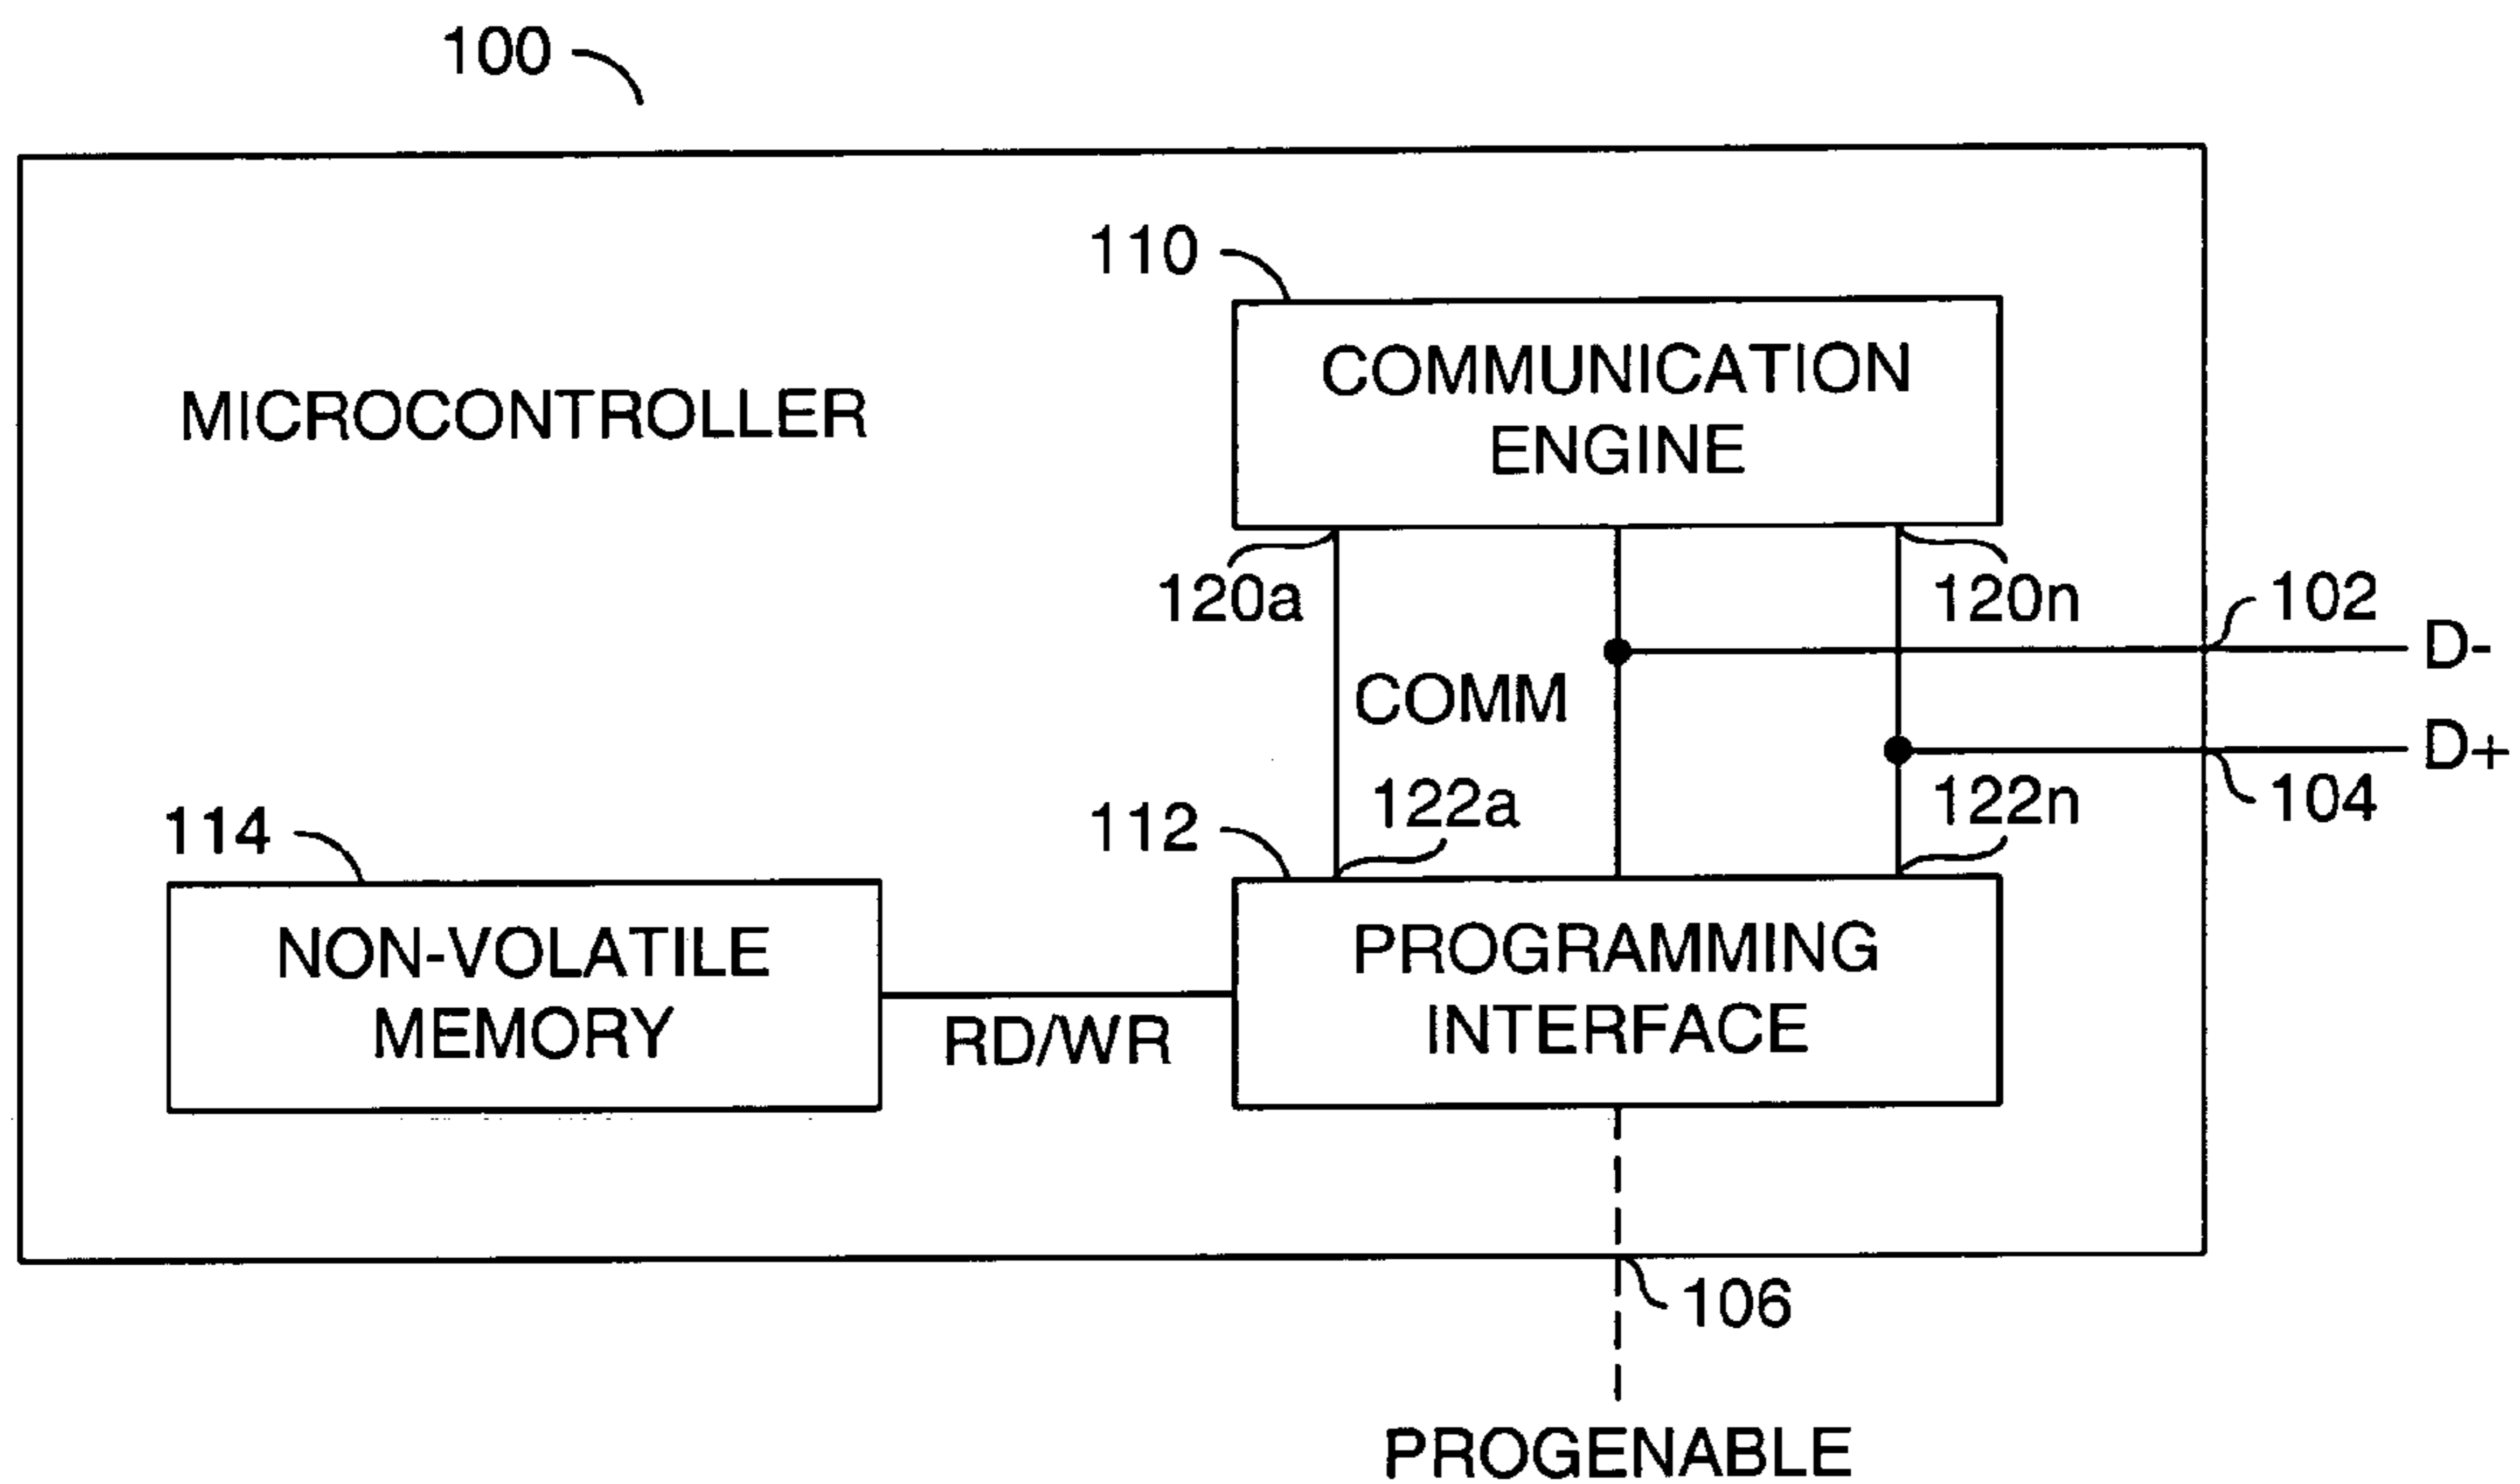 100
110
COMMUNICATION
ENGINE
MICROCONTROLLER
120a
120n
102
D-
COMM
D+
104
122a
122n
112
114
NON-VOLATILE
MEMORY
RD/WR
PROGRAMMING
INTERFACE
106
PROGENABLE